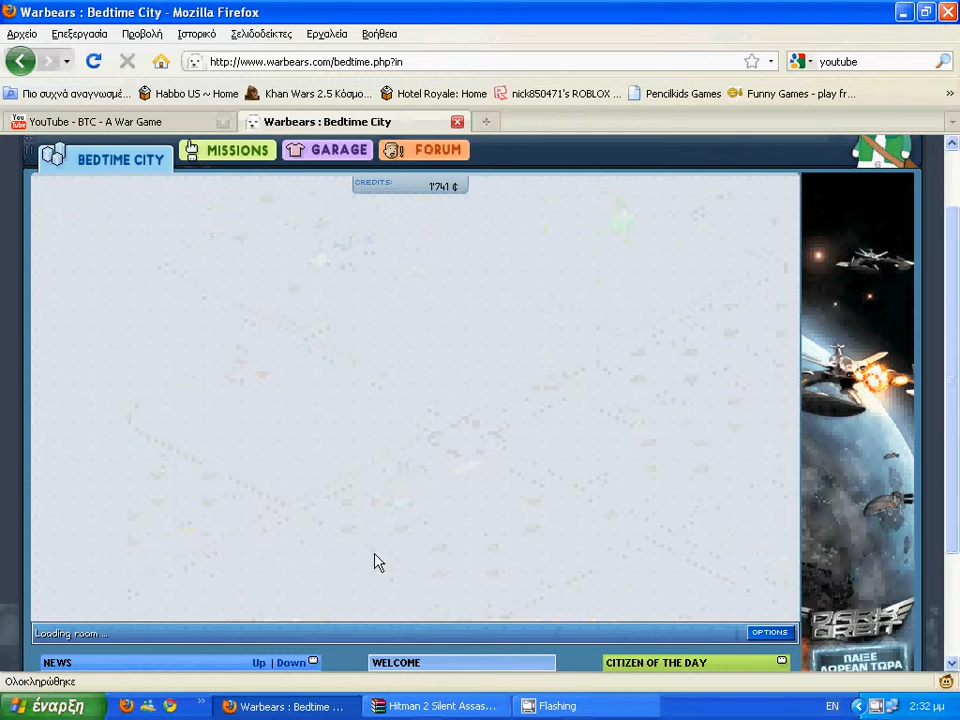 Warbears : Bedtime City - Mozilla Firefox
Αρχείο Επεξεργασία Προβολή Ιστορικό Σελιδοδείκτες Εργαλεία Βοήθεια
http://www.warbears.com/bedtime.php?in
youtube
Πιο συχνά αναγνωσμέ... Habbo US ~ Home Khan Wars 2.5 Κόσμο... Hotel Royale: Home nick850471's ROBLOX ... Pencilkids Games Funny Games - play fr... »
YouTube - BTC - A War Game Warbears : Bedtime City
BEDTIME CITY MISSIONS GARAGE FORUM
CREDITS: 1'741 ¢
DARK
ORBIT
ΠΑΙΞΕ
ΔΩΡΕΑΝ ΤΩΡΑ
Loading room ... OPTIONS
NEWS Up | Down WELCOME CITIZEN OF THE DAY
Ολοκληρώθηκε
έναρξη » Warbears : Bedtime ... Hitman 2 Silent Assas... Flashing EN 2:32 μμ